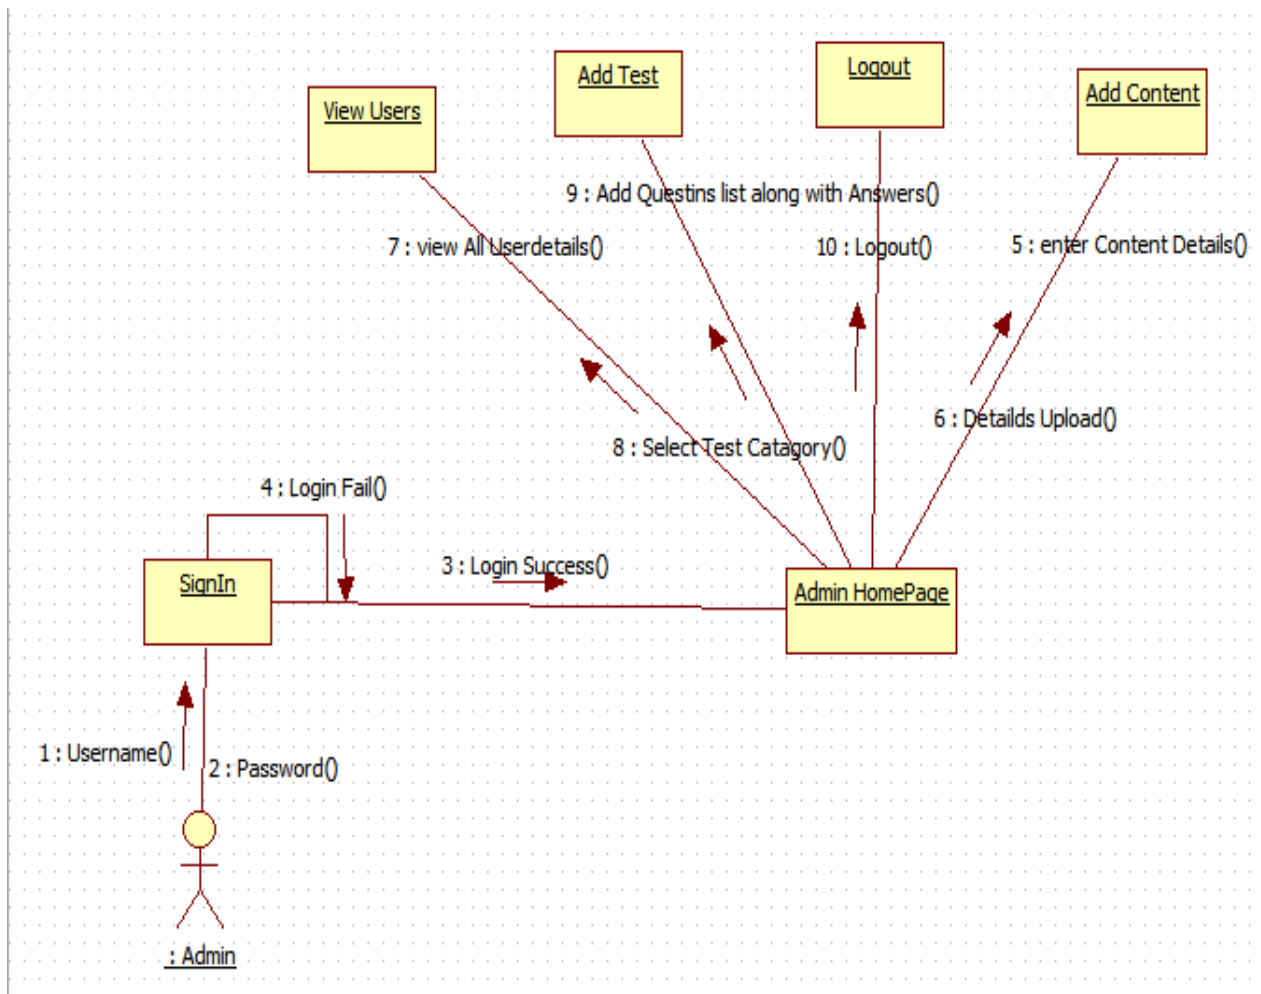 Logout
Add Test
Add Content
View Users
9 : Add Questins list along with Answers()
7 : view All Userdetails()
10 : Logout()
5 : enter Content Details()
6 : Detailds Upload()
8 : Select Test Catagory()
4 : Login Fail()
3 : Login Success()
SignIn
Admin HomePage
1 : Username()
2 : Password()
: Admin